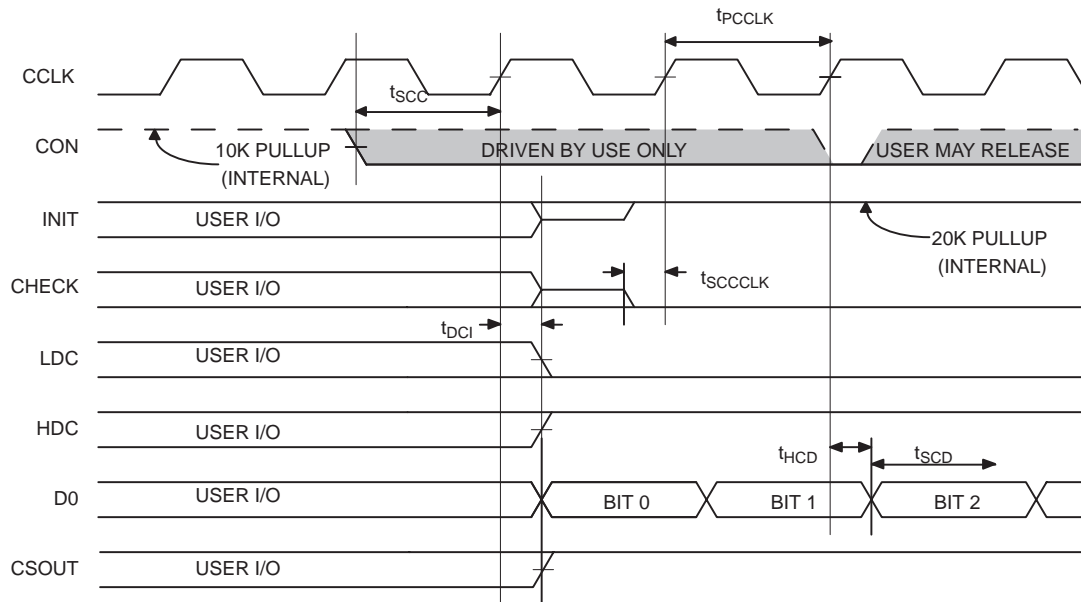 tPCCLK
CCLK
tSCC
CON
10K PULLUP
(INTERNAL)
DRIVEN BY USE ONLY
USER MAY RELEASE
INIT
USER I/O
20K PULLUP
(INTERNAL)
CHECK
USER I/O
tSCCCLK
tDCI
LDC
USER I/O
HDC
USER I/O
tHCD
tSCD
D0
USER I/O
BIT 0
BIT 1
BIT 2
CSOUT
USER I/O